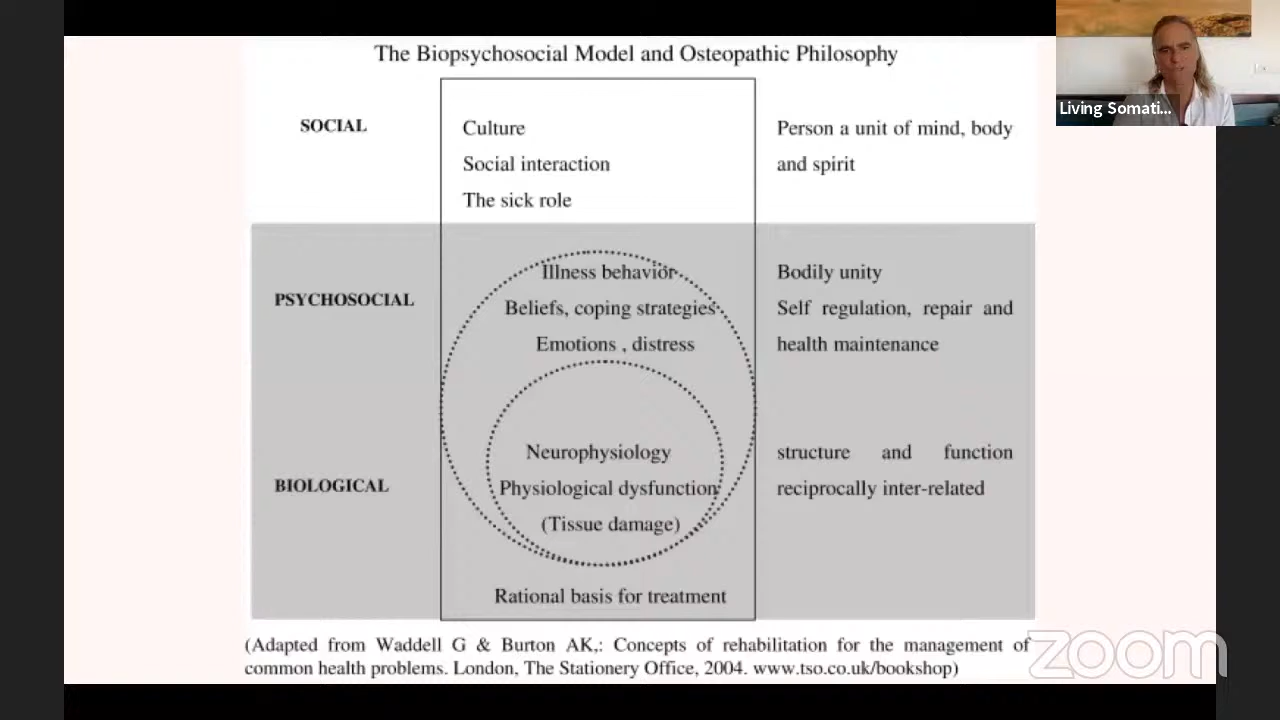 The Biopsychosocial Model and Osteopathic Philosophy
Living Somati...
SOCIAL
Culture
Social interaction
The sick role
Person a unit of mind, body
and spirit
PSYCHOSOCIAL
Illness behavior
Beliefs, coping strategies
Emotions , distress
Bodily unity
Self regulation, repair and
health maintenance
BIOLOGICAL
Neurophysiology
Physiological dysfunction
(Tissue damage)
structure and function
reciprocally inter-related
Rational basis for treatment
(Adapted from Waddell G & Burton AK,: Concepts of rehabilitation for the management of
common health problems. London, The Stationery Office, 2004. www.tso.co.uk/bookshop)
zoom